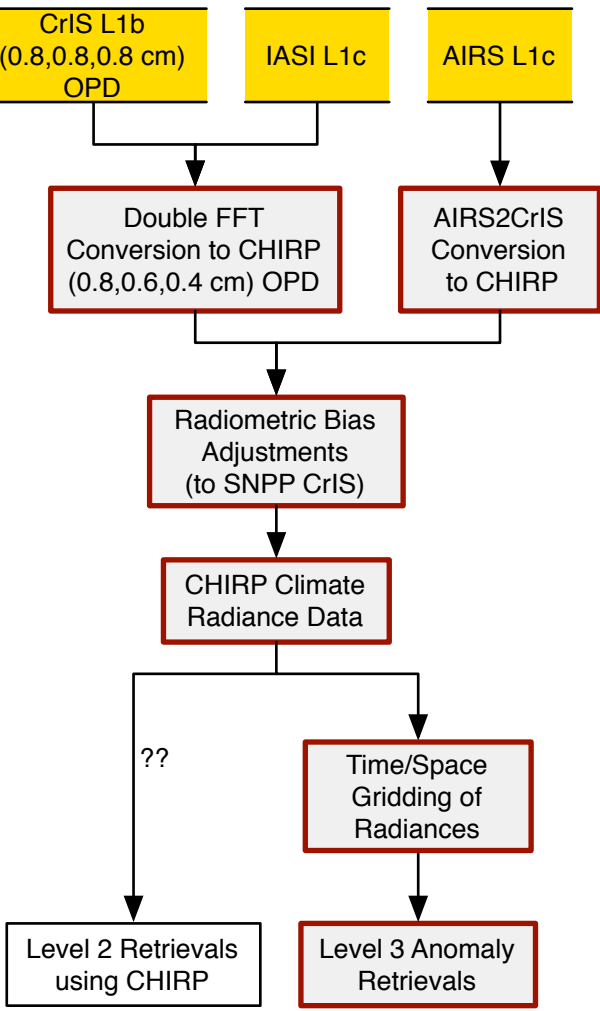 CrIS L1b
(0.8,0.8,0.8 cm)
OPD
IASI L1c
AIRS L1c
Double FFT
Conversion to CHIRP
(0.8,0.6,0.4 cm) OPD
AIRS2CrIS
Conversion
to CHIRP
Radiometric Bias
Adjustments
(to SNPP CrIS)
CHIRP Climate
Radiance Data
??
Time/Space
Gridding of
Radiances
Level 2 Retrievals
using CHIRP
Level 3 Anomaly
Retrievals